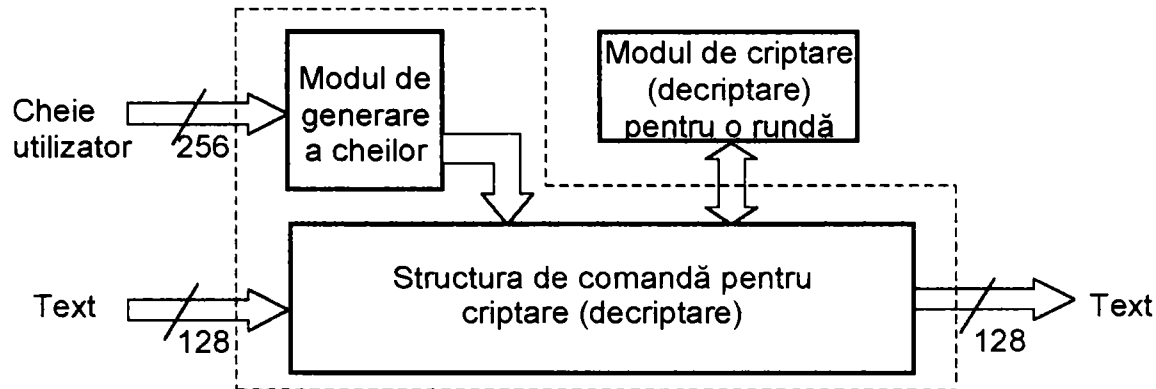 Cheie
utilizator
256
Modul de
generare
a cheilor
Modul de criptare
(decriptare)
pentru o rundă
Text
128
Structura de comandă pentru
criptare (decriptare)
128
Text